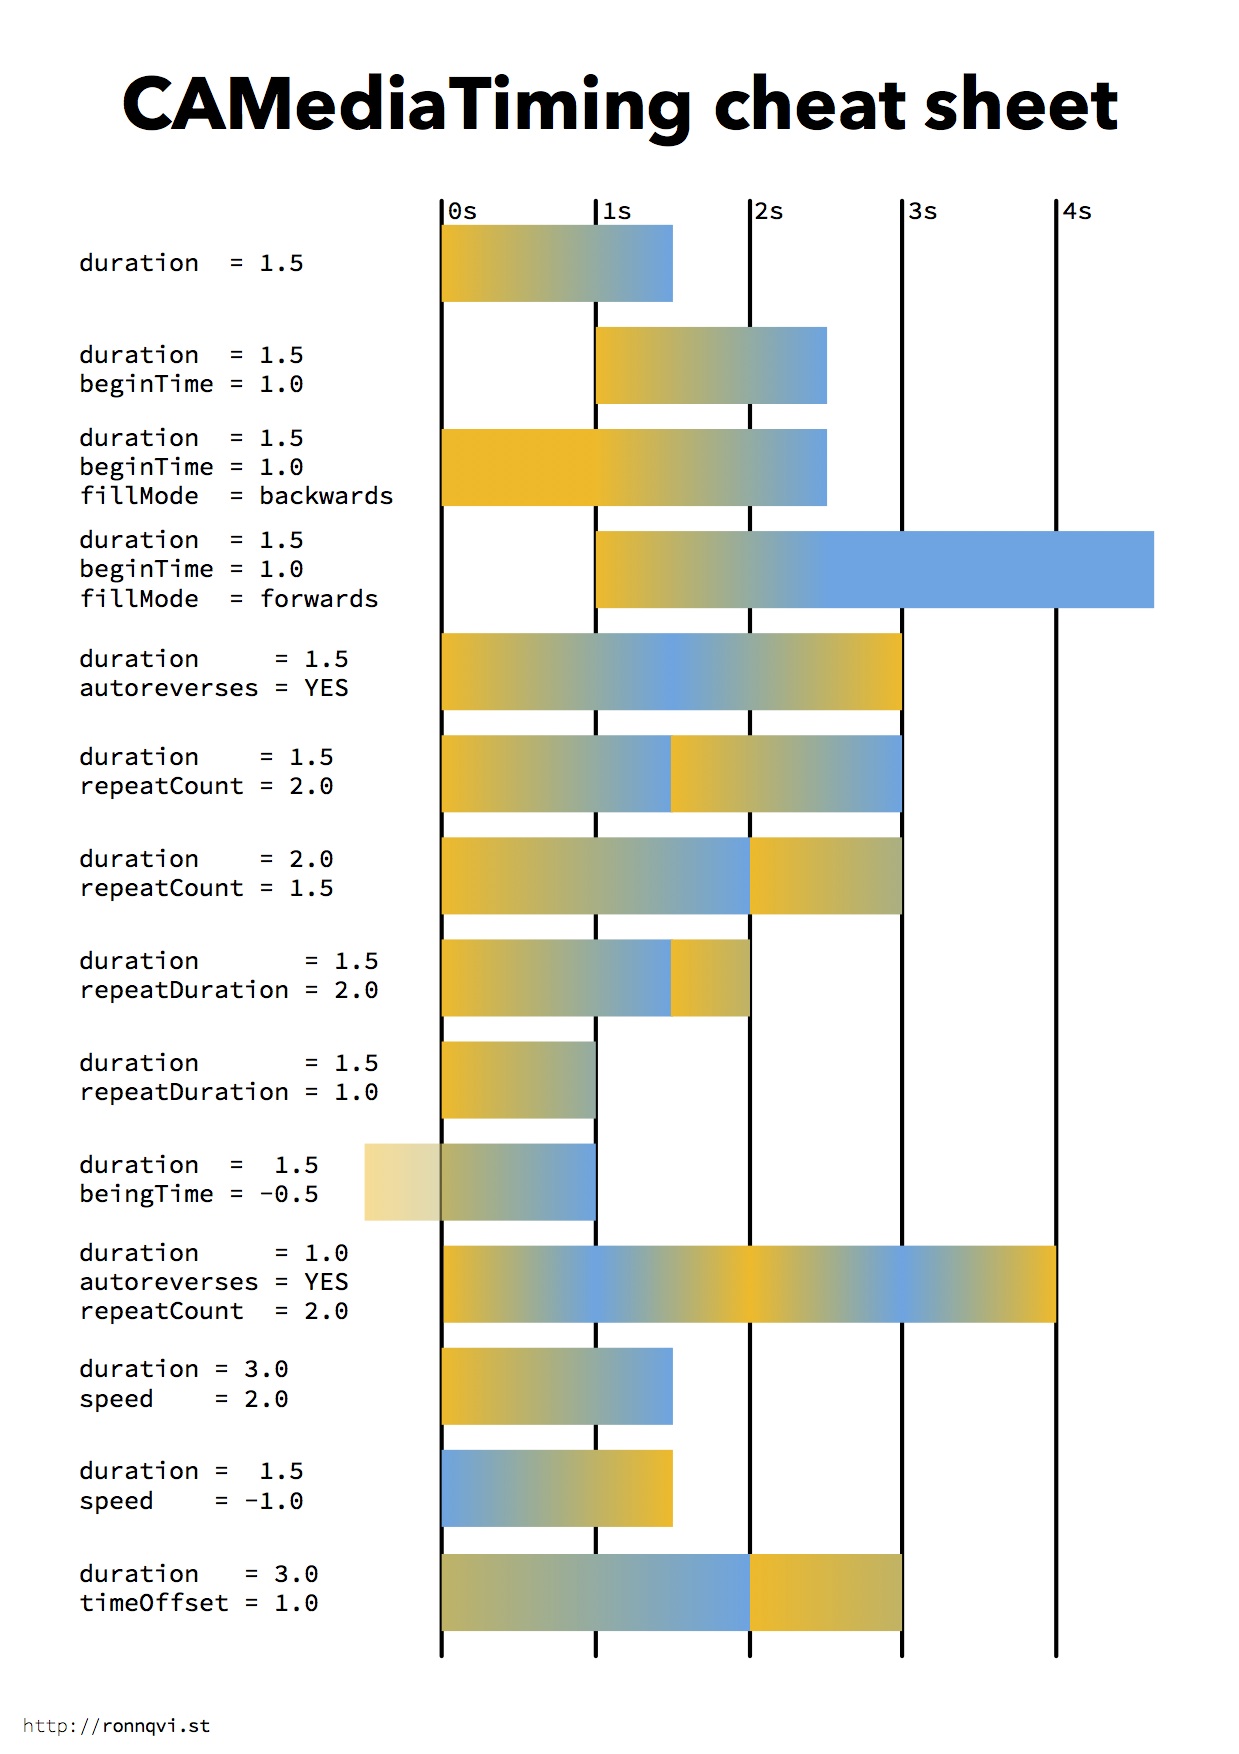 CAMediaTiming cheat sheet
0s 1s 2s 3s 4s
duration  = 1.5
duration  = 1.5
beginTime = 1.0
duration  = 1.5
beginTime = 1.0
fillMode  = backwards
duration  = 1.5
beginTime = 1.0
fillMode  = forwards
duration     = 1.5
autoreverses = YES
duration    = 1.5
repeatCount = 2.0
duration    = 2.0
repeatCount = 1.5
duration       = 1.5
repeatDuration = 2.0
duration       = 1.5
repeatDuration = 1.0
duration  =  1.5
beingTime = -0.5
duration     = 1.0
autoreverses = YES
repeatCount  = 2.0
duration = 3.0
speed    = 2.0
duration =  1.5
speed    = -1.0
duration   = 3.0
timeOffset = 1.0
http://ronnqvi.st